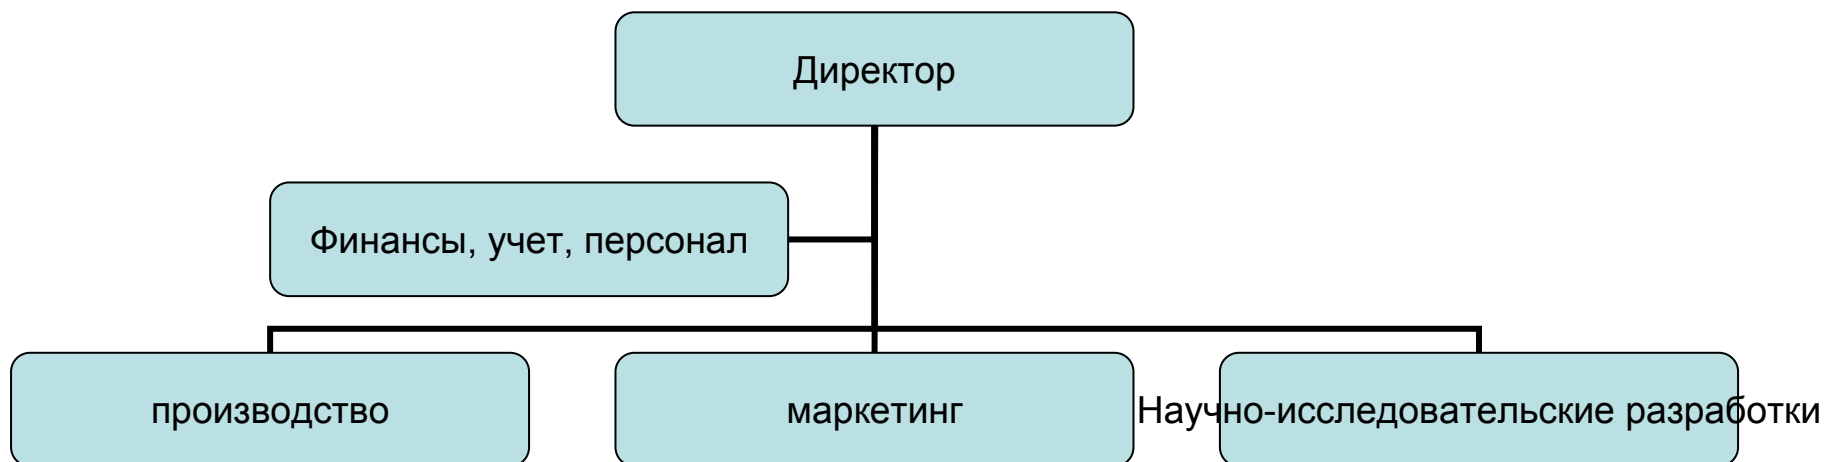 Директор
Финансы, учет, персонал
производство
маркетинг
Научно-исследовательские разработки